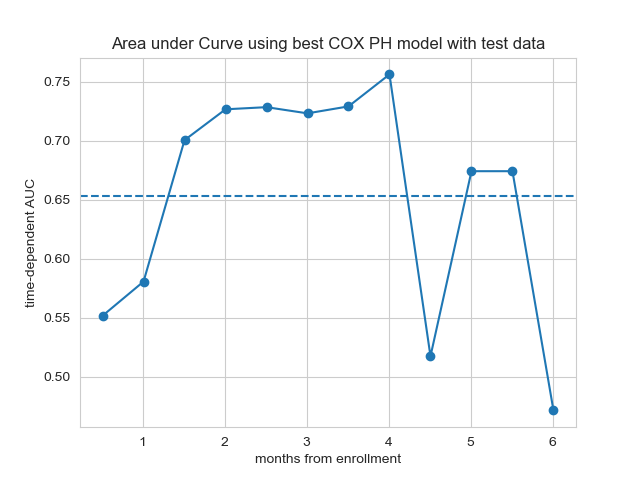 Area under Curve using best COX PH model with test data
time-dependent AUC
0.75
0.70
0.65
0.60
0.55
0.50
1 2 3 4 5 6
months from enrollment